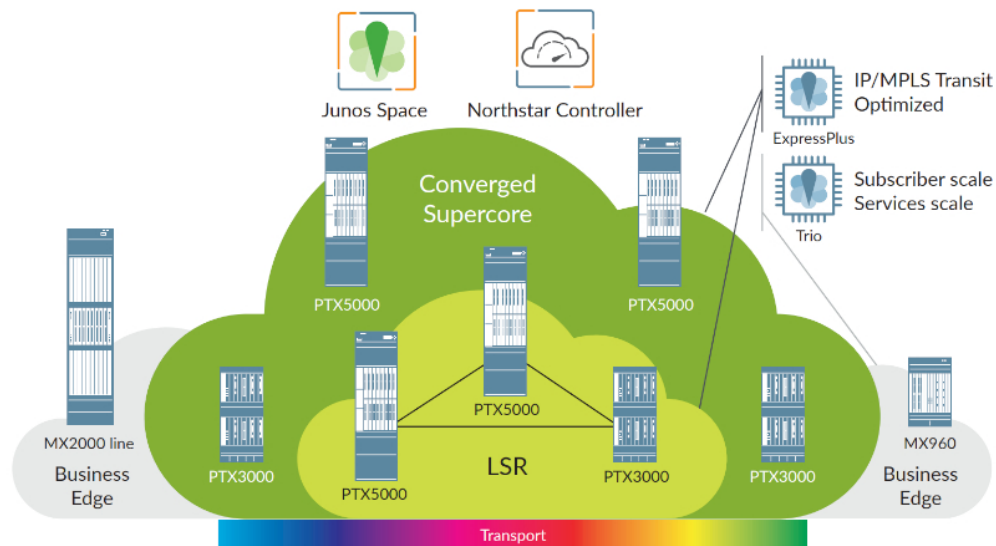 Junos Space
Northstar Controller
IP/MPLS Transit
Optimized
ExpressPlus
Subscriber scale
Services scale
Trio
Converged
Supercore
PTX5000
PTX5000
MX2000 line
Business
Edge
PTX3000
PTX5000
PTX5000
LSR
PTX3000
PTX3000
MX960
Business
Edge
Transport